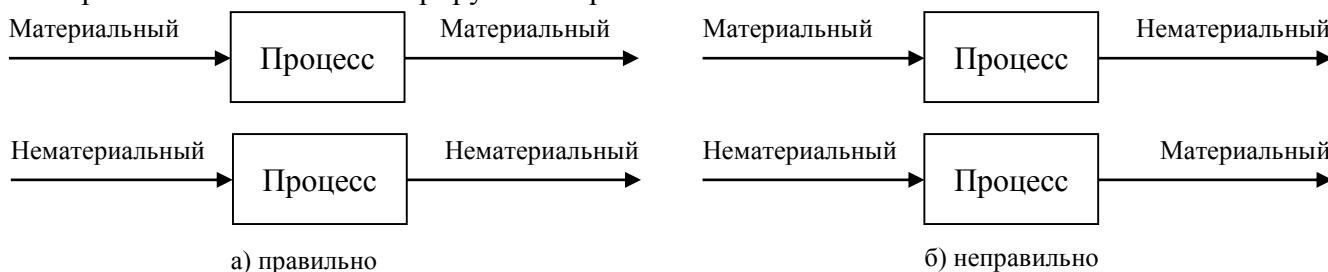 Материальный Процесс Материальный
Нематериальный Процесс Нематериальный
а) правильно
Материальный Процесс Нематериальный
Нематериальный Процесс Материальный
б) неправильно